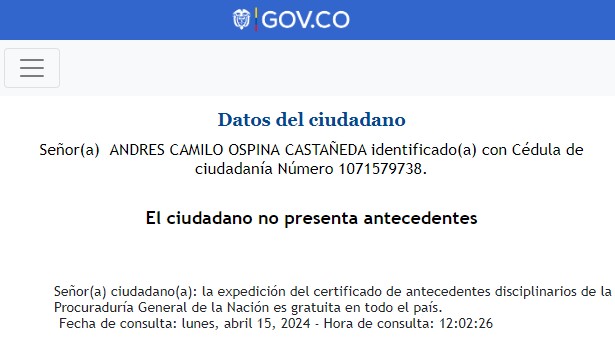 GOV.CO
Datos del ciudadano
Señor(a) ANDRES CAMILO OSPINA CASTAÑEDA identificado(a) con Cédula de
ciudadanía Número 1071579738.
El ciudadano no presenta antecedentes
Señor(a) ciudadano(a): la expedición del certificado de antecedentes disciplinarios de la
Procuraduría General de la Nación es gratuita en todo el país.
Fecha de consulta: lunes, abril 15, 2024 - Hora de consulta: 12:02:26